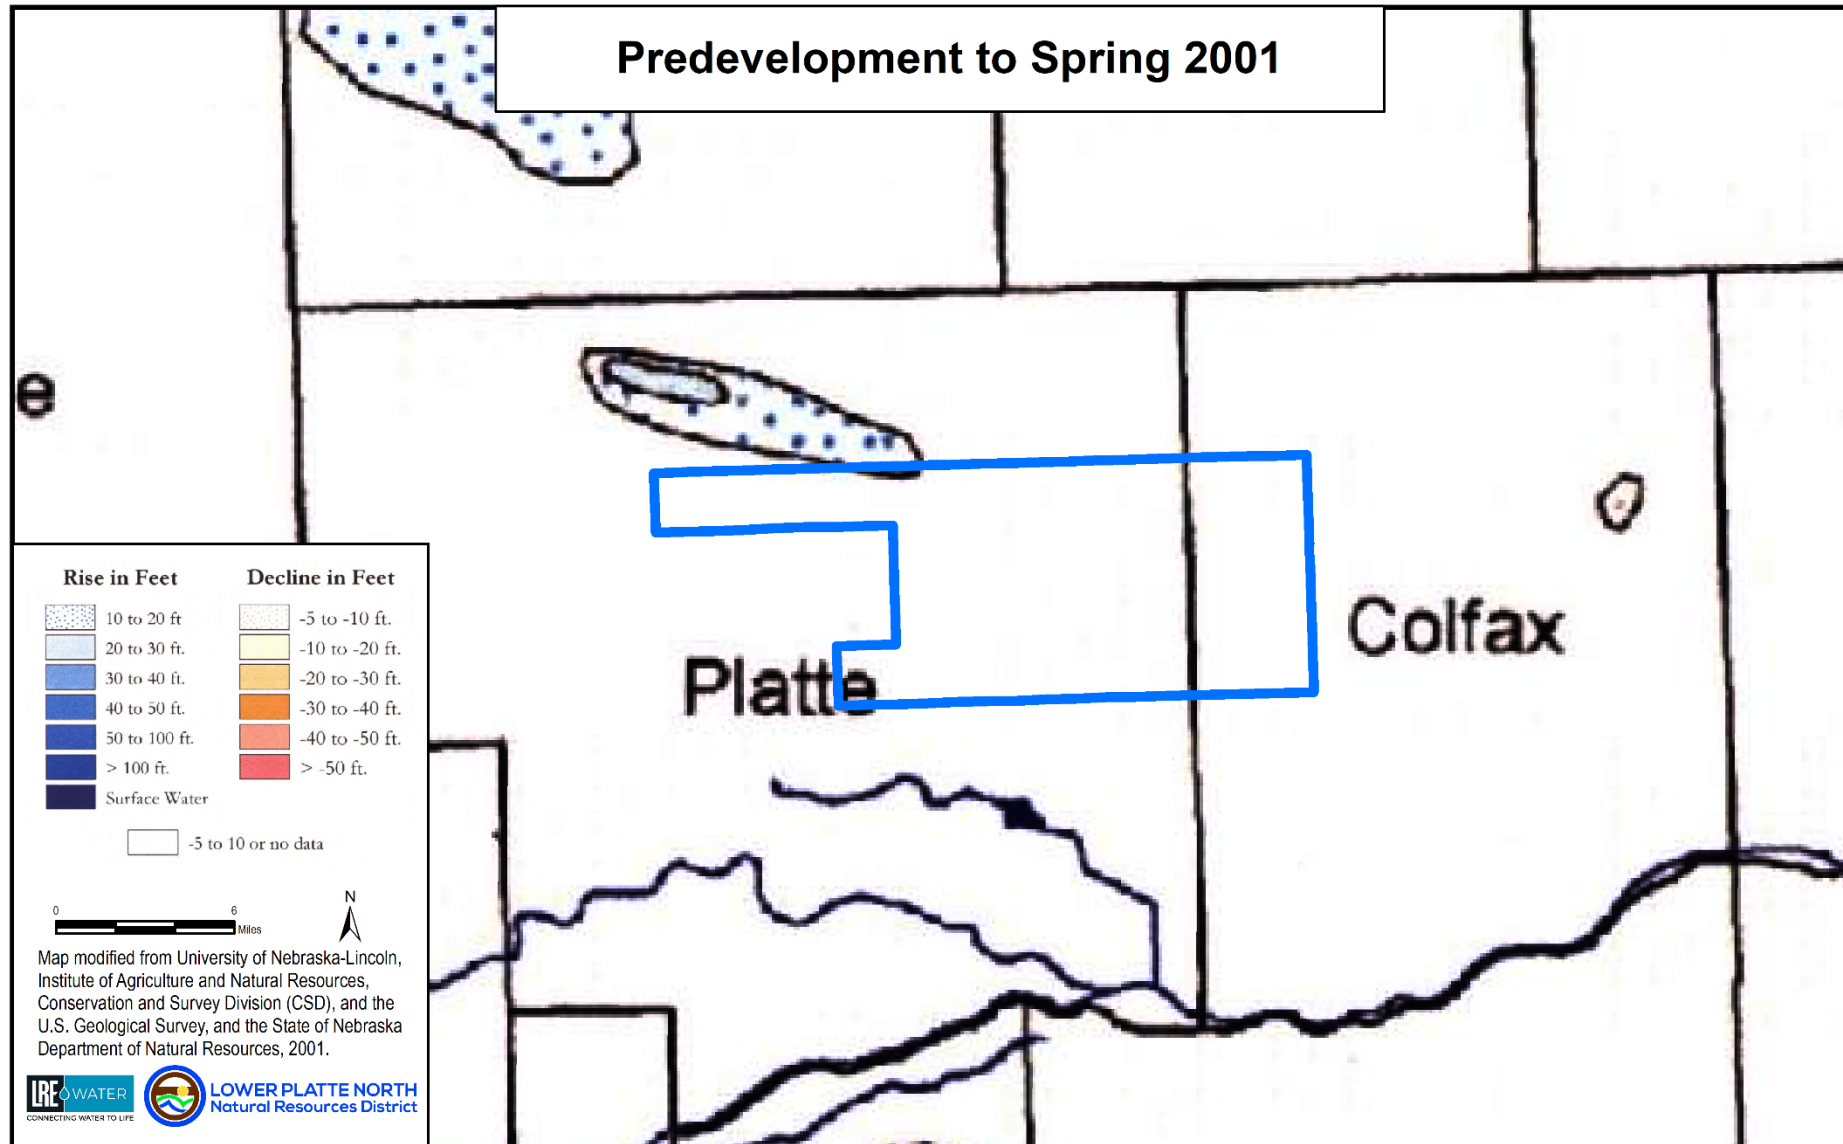 Predevelopment to Spring 2001
e
Platte
Colfax
Rise in Feet
10 to 20 ft
20 to 30 ft.
30 to 40 ft.
40 to 50 ft.
50 to 100 ft.
> 100 ft.
Surface Water
Decline in Feet
-5 to -10 ft.
-10 to -20 ft.
-20 to -30 ft.
-30 to -40 ft.
-40 to -50 ft.
> -50 ft.
-5 to 10 or no data
0 6
Miles
N
Map modified from University of Nebraska-Lincoln,
Institute of Agriculture and Natural Resources,
Conservation and Survey Division (CSD), and the
U.S. Geological Survey, and the State of Nebraska
Department of Natural Resources, 2001.
LRE WATER
CONNECTING WATER TO LIFE
LOWER PLATTE NORTH
Natural Resources District